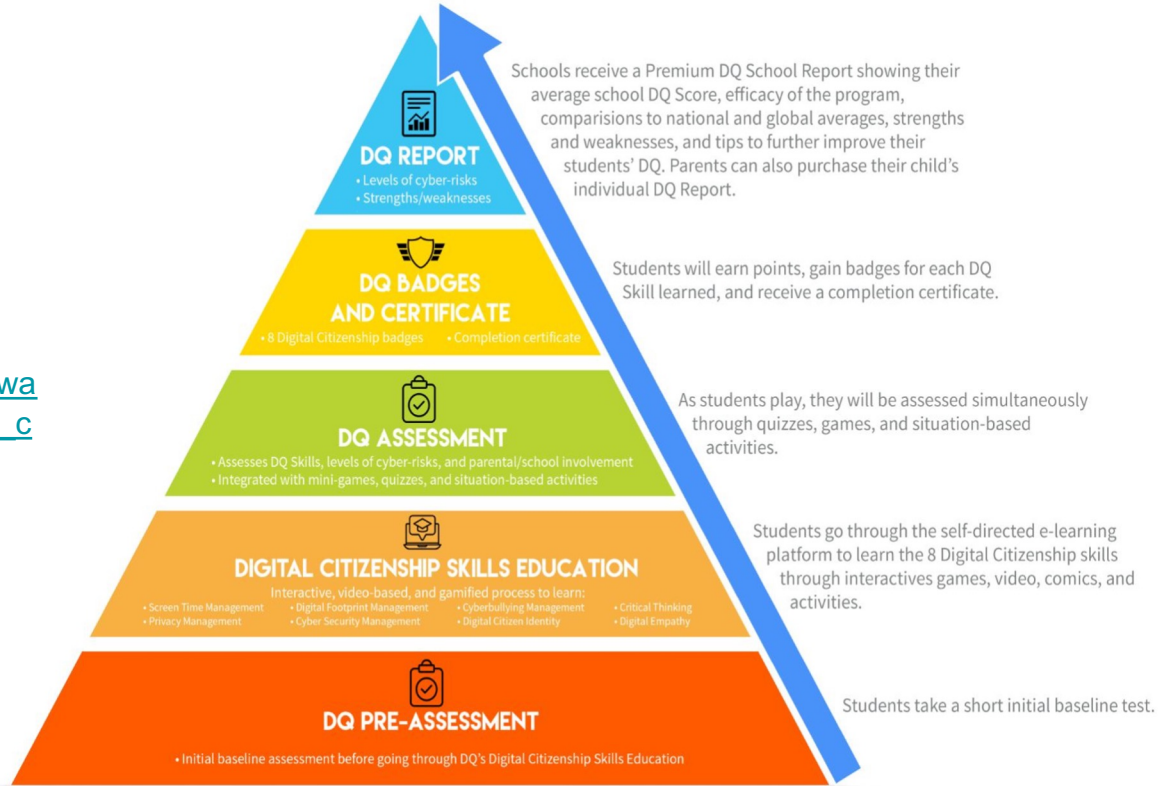 Schools receive a Premium DQ School Report showing their
average school DQ Score, efficacy of the program,
comparisions to national and global averages, strengths
and weaknesses, and tips to further improve their
students' DQ. Parents can also purchase their child's
individual DQ Report.
DQ REPORT
• Levels of cyber-risks
• Strengths/weaknesses
DQ BADGES
AND CERTIFICATE
• 8 Digital Citizenship badges • Completion certificate
Students will earn points, gain badges for each DQ
Skill learned, and receive a completion certificate.
wa
_c
DQ ASSESSMENT
• Assesses DQ Skills, levels of cyber-risks, and parental/school involvement
• Integrated with mini-games, quizzes, and situation-based activities
As students play, they will be assessed simultaneously
through quizzes, games, and situation-based
activities.
DIGITAL CITIZENSHIP SKILLS EDUCATION
Interactive, video-based, and gamified process to learn:
• Screen Time Management • Digital Footprint Management • Cyberbullying Management • Critical Thinking
• Privacy Management • Cyber Security Management • Digital Citizen Identity • Digital Empathy
Students go through the self-directed e-learning
platform to learn the 8 Digital Citizenship skills
through interactives games, video, comics, and
activities.
DQ PRE-ASSESSMENT
• Initial baseline assessment before going through DQ's Digital Citizenship Skills Education
Students take a short initial baseline test.